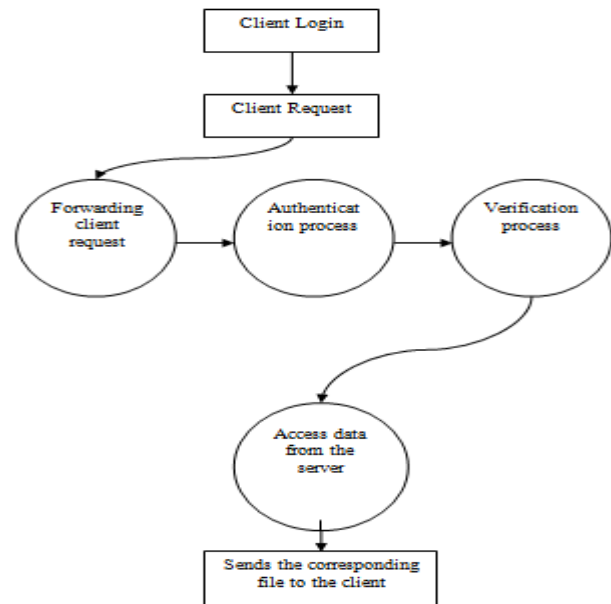 Client Login
Client Request
Forwarding
client
request
Authenticat
ion process
Verification
process
Access data
from the
server
Sends the corresponding
file to the client